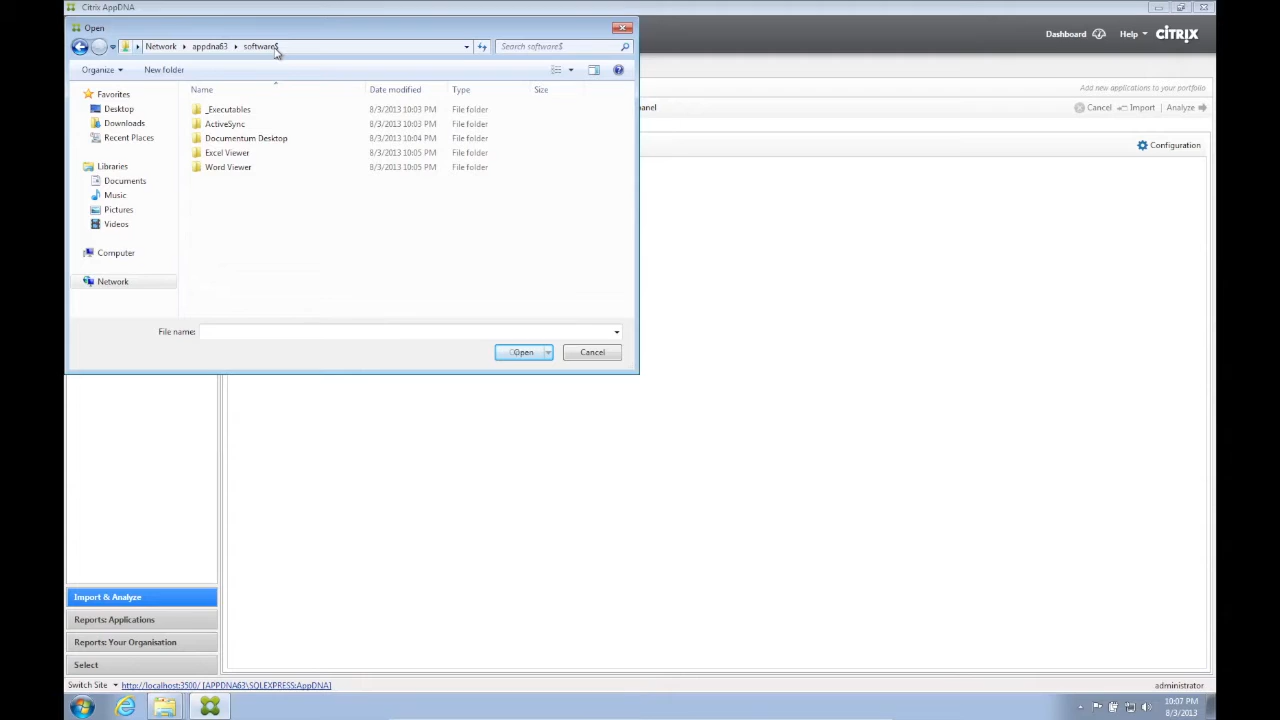 Citrix AppDNA
Open
Network appdna63 software$
Search software$
Organize New folder
Name Date modified Type Size
Favorites
Desktop
Downloads
Recent Places
Libraries
Documents
Music
Pictures
Videos
Computer
Network
_Executables 8/3/2013 10:03 PM File folder
ActiveSync 8/3/2013 10:03 PM File folder
Documentum Desktop 8/3/2013 10:04 PM File folder
Excel Viewer 8/3/2013 10:05 PM File folder
Word Viewer 8/3/2013 10:05 PM File folder
File name:
Open Cancel
Dashboard Help CITRIX
Add new applications to your portfolio
anel Cancel Import Analyze
Configuration
Import & Analyze
Reports: Applications
Reports: Your Organisation
Select
Switch Site http://localhost:3500/ [APPDNA63\SQLEXPRESS:AppDNA] administrator
10:07 PM
8/3/2013